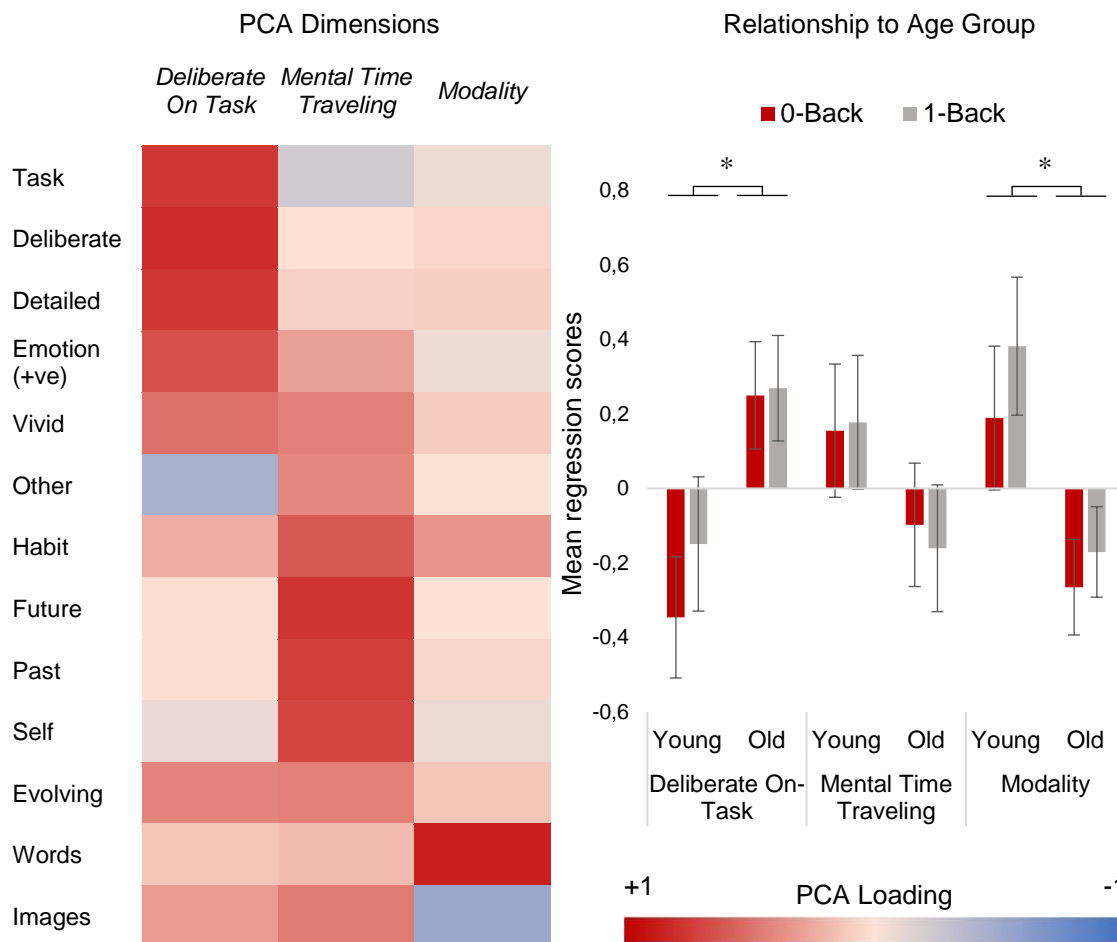 PCA Dimensions
Deliberate On Task
Mental Time Traveling
Modality
Task
Deliberate
Detailed
Emotion
(+ve)
Vivid
Other
Habit
Future
Past
Self
Evolving
Words
Images
Relationship to Age Group
0-Back 1-Back
* *
0,8
0,6
0,4
0,2
0
-0,2
-0,4
-0,6
Mean regression scores
Young Old Young Old Young Old
Deliberate On-
Task
Mental Time
Traveling
Modality
+1 PCA Loading -1